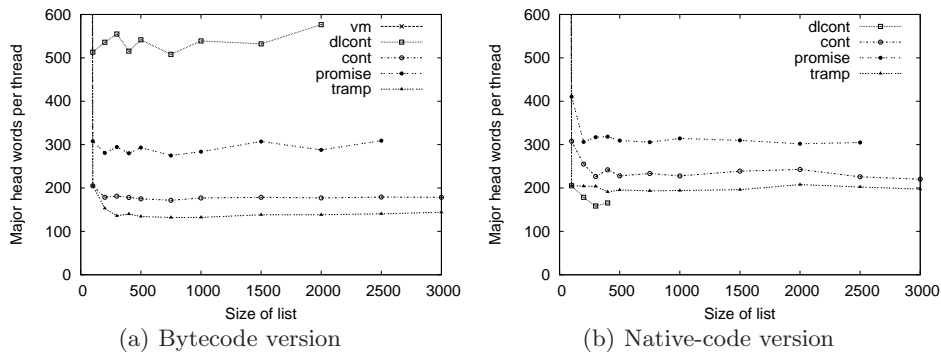 600
500
400
300
200
100
0
Major head words per thread
0 500 1000 1500 2000 2500 3000
Size of list
vm
dlcont
cont
promise
tramp
(a) Bytecode version
600
500
400
300
200
100
0
Major head words per thread
0 500 1000 1500 2000 2500 3000
Size of list
dlcont
cont
promise
tramp
(b) Native-code version